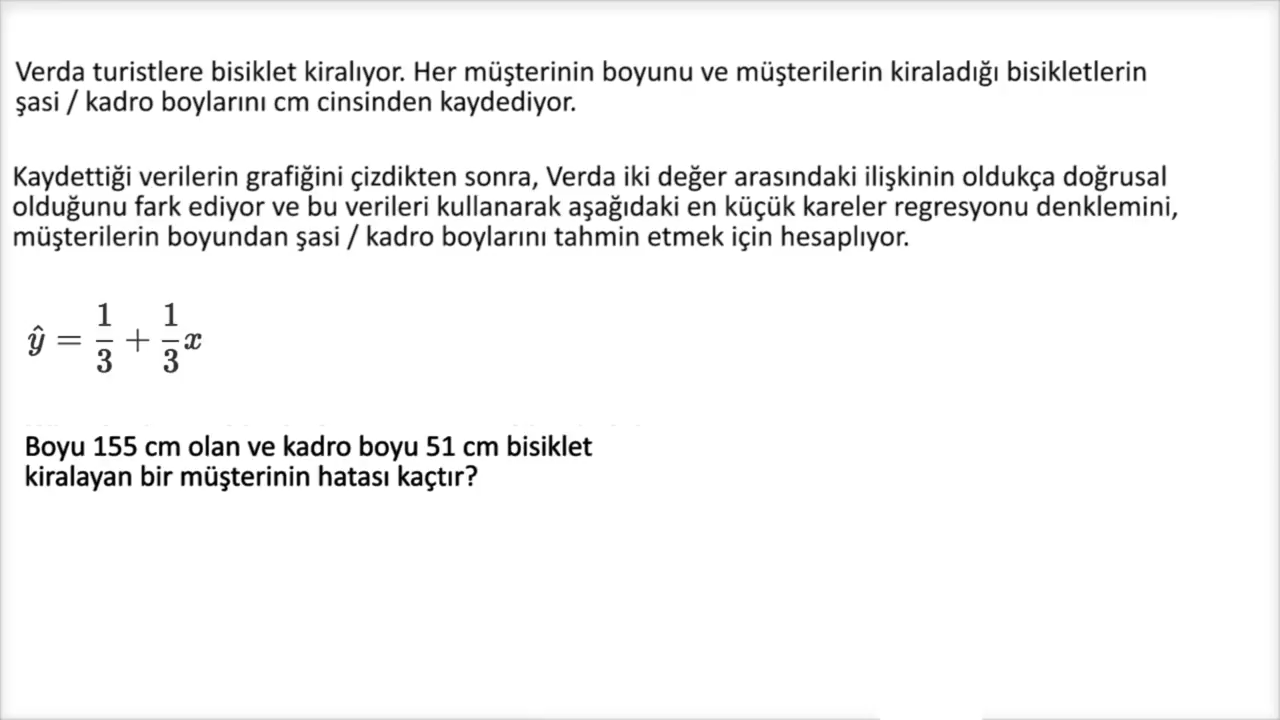 Verda turistlere bisiklet kiralıyor. Her müşterinin boyunu ve müşterilerin kiraladığı bisikletlerin
şasi / kadro boylarını cm cinsinden kaydediyor.
Kaydettiği verilerin grafiğini çizdikten sonra, Verda iki değer arasındaki ilişkinin oldukça doğrusal
olduğunu fark ediyor ve bu verileri kullanarak aşağıdaki en küçük kareler regresyonu denklemini,
müşterilerin boyundan şasi / kadro boylarını tahmin etmek için hesaplıyor.
ŷ = 1/3 + 1/3 x
Boyu 155 cm olan ve kadro boyu 51 cm bisiklet
kiralayan bir müşterinin hatası kaçtır?